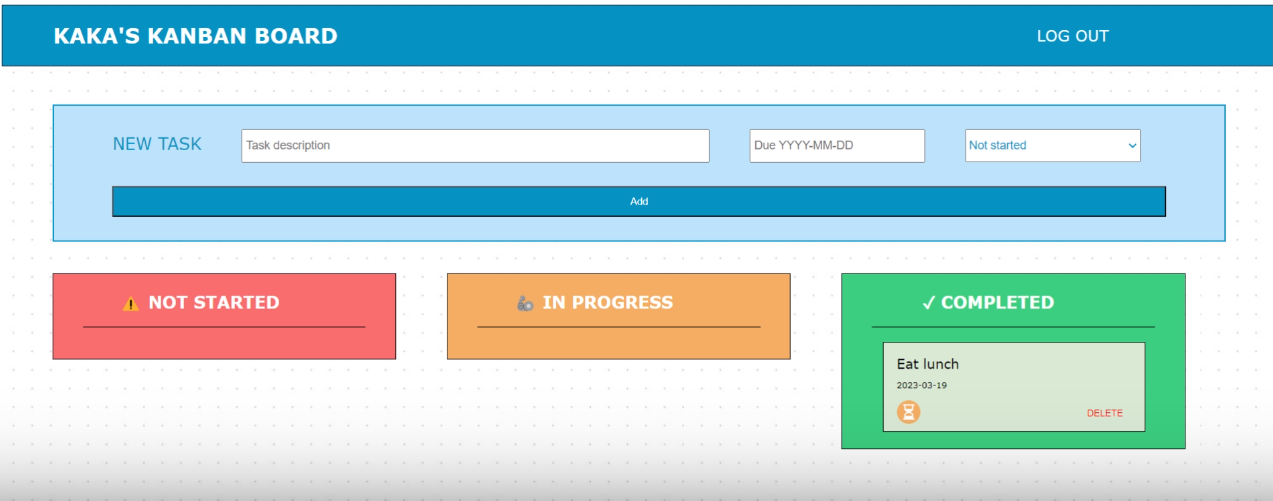 KAKA'S KANBAN BOARD
LOG OUT
NEW TASK
Task description
Due YYYY-MM-DD
Not started
Add
⚠️ NOT STARTED
🦾 IN PROGRESS
✓ COMPLETED
Eat lunch
2023-03-19
DELETE